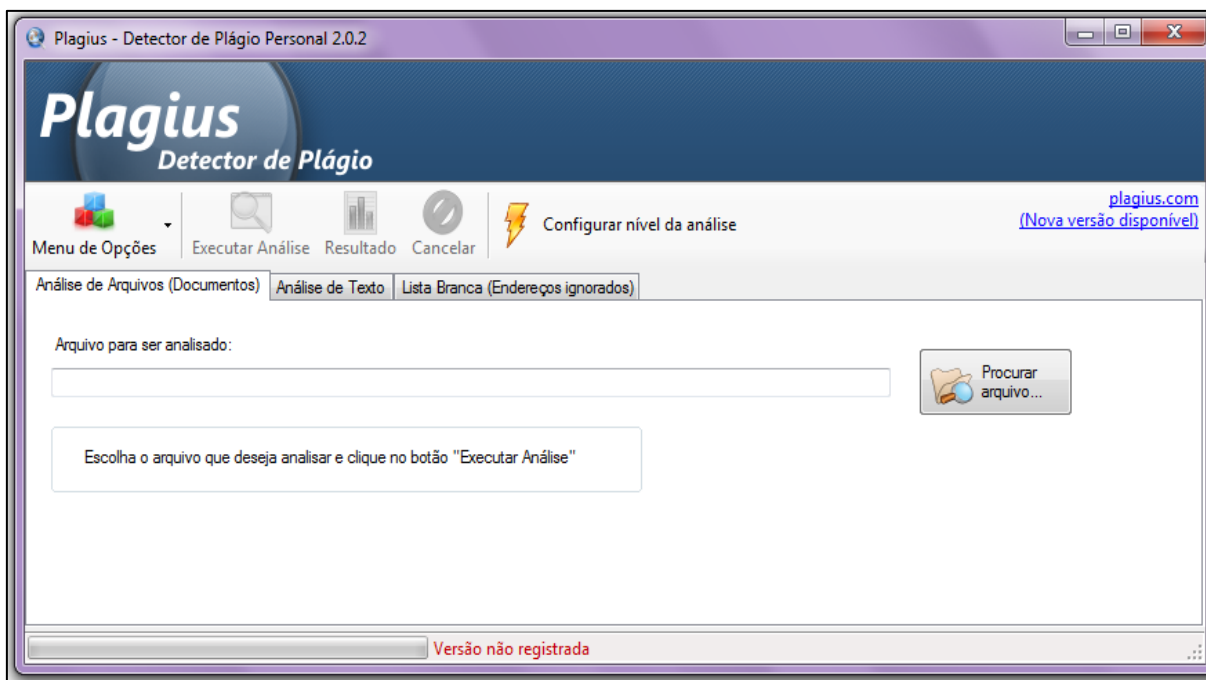 Plagius - Detector de Plágio Personal 2.0.2
Plagius
Detector de Plágio
Menu de Opções
Executar Análise
Resultado
Cancelar
Configurar nível da análise
plagius.com
(Nova versão disponível)
Análise de Arquivos (Documentos)
Análise de Texto
Lista Branca (Endereços ignorados)
Arquivo para ser analisado:
Procurar
arquivo...
Escolha o arquivo que deseja analisar e clique no botão "Executar Análise"
Versão não registrada